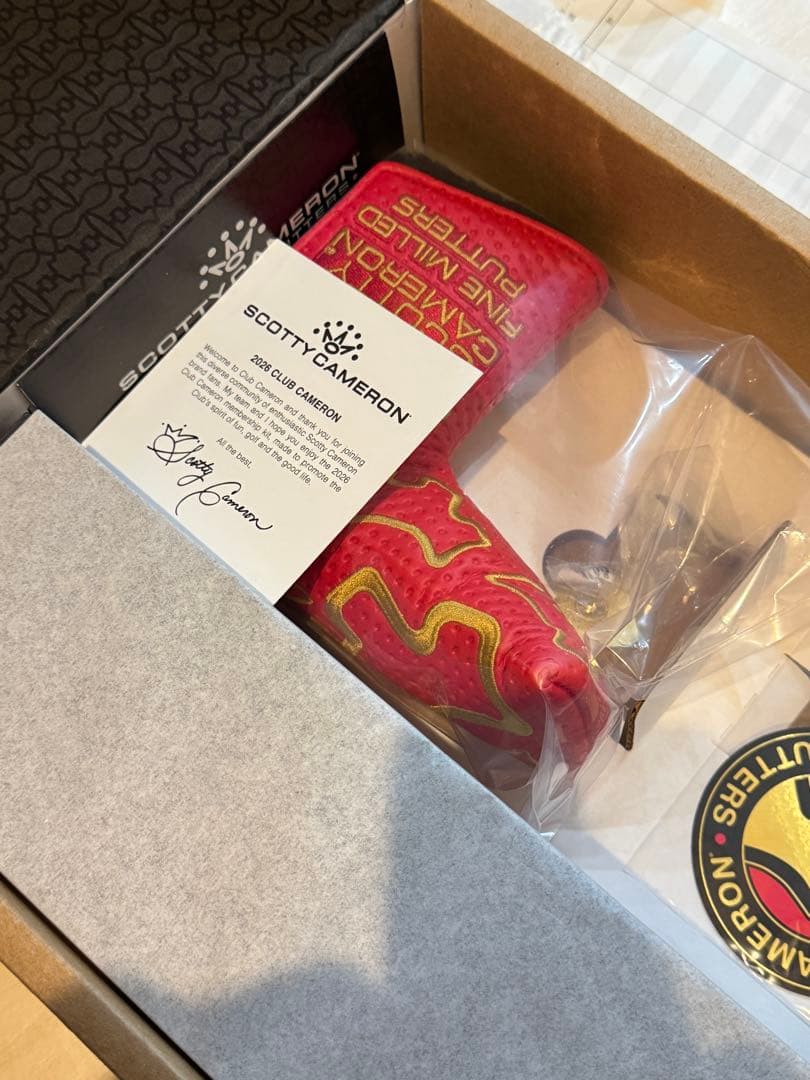 SCOTTY CAMERON
PUTTERS
SCOTTY CAMERON
2026 CLUB CAMERON
Welcome to Club Cameron and thank you for joining
this diverse community of enthusiastic Scotty Cameron
brand fans. My team and I hope you enjoy the 2026
Club Cameron membership kit, made to promote the
Club's spirit of fun, golf and the good life.
All the best,
Scotty Cameron
SCOTTY
CAMERON
FINE MILLED
PUTTERS
PUTTERS
CAMERON